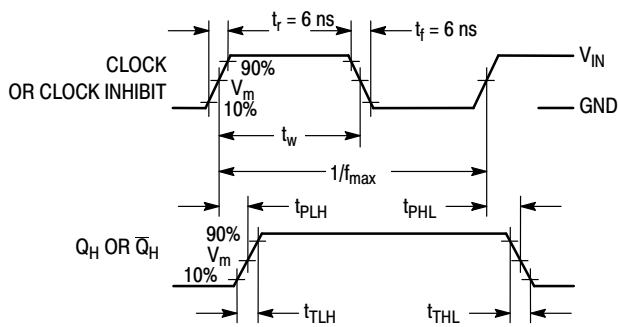 t_r = 6 ns
t_f = 6 ns
CLOCK
OR CLOCK INHIBIT
90%
V_m
10%
V_IN
GND
t_w
1/f_max
t_PLH
t_PHL
Q_H OR Q̅_H
90%
V_m
10%
t_TLH
t_THL